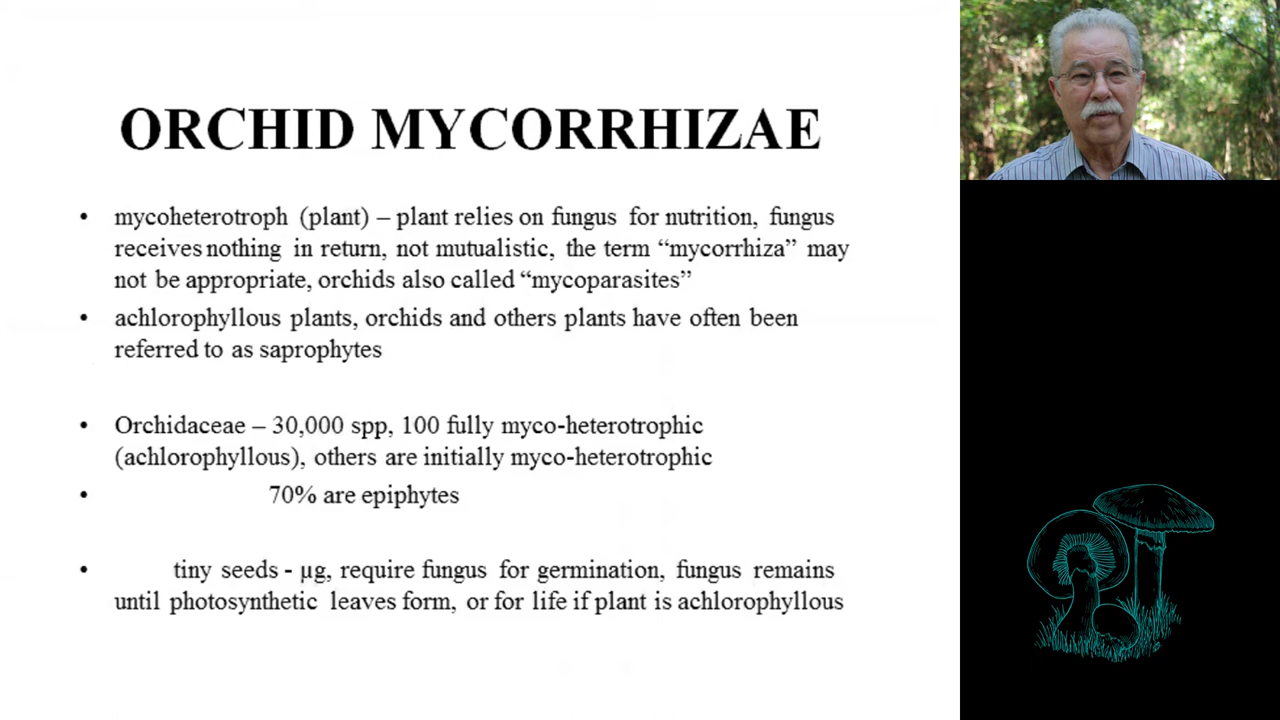 ORCHID MYCORRHIZAE
• mycoheterotroph (plant) – plant relies on fungus for nutrition, fungus
receives nothing in return, not mutualistic, the term “mycorrhiza” may
not be appropriate, orchids also called “mycoparasites”
• achlorophyllous plants, orchids and others plants have often been
referred to as saprophytes
• Orchidaceae – 30,000 spp, 100 fully myco-heterotrophic
(achlorophyllous), others are initially myco-heterotrophic
• 70% are epiphytes
• tiny seeds - µg, require fungus for germination, fungus remains
until photosynthetic leaves form, or for life if plant is achlorophyllous